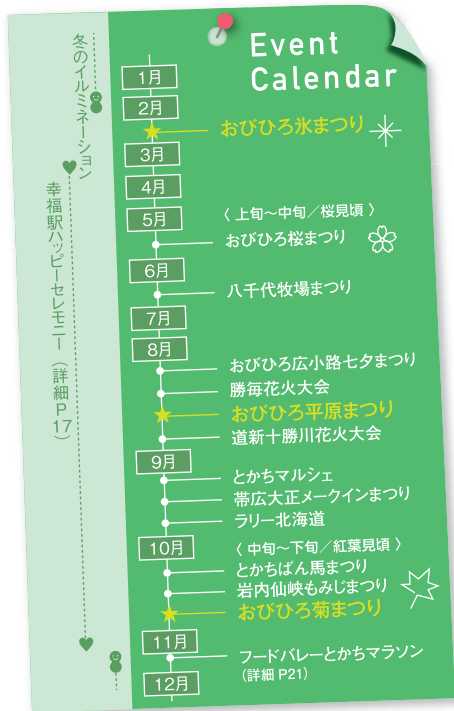 Event
Calendar
冬のイルミネーション
幸福駅ハッピーセレモニー（詳細P17）
1月
2月
おびひろ氷まつり
3月
4月
5月
〈 上旬～中旬／桜見頃 〉
おびひろ桜まつり
6月
八千代牧場まつり
7月
8月
おびひろ広小路七夕まつり
勝毎花火大会
おびひろ平原まつり
道新十勝川花火大会
9月
とかちマルシェ
帯広大正メークインまつり
ラリー北海道
10月
〈 中旬～下旬／紅葉見頃 〉
とかちばん馬まつり
岩内仙峡もみじまつり
おびひろ菊まつり
11月
フードバレーとかちマラソン
（詳細 P21）
12月